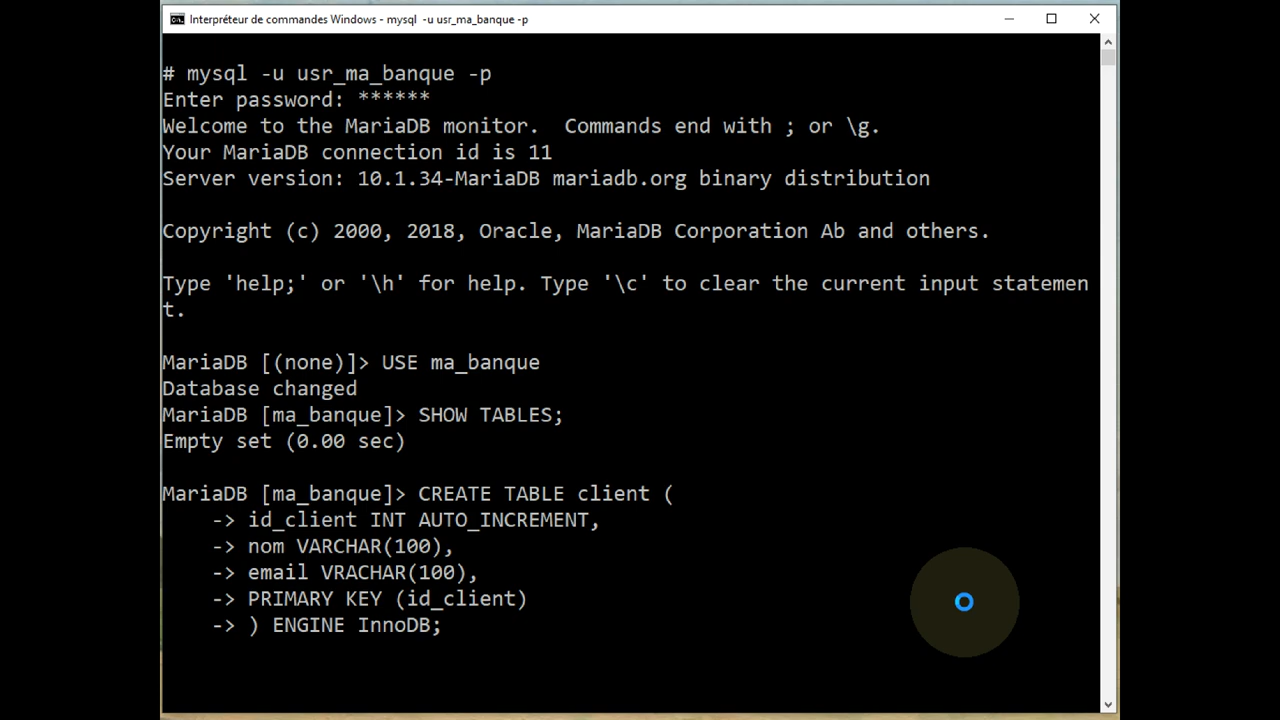 Interpréteur de commandes Windows - mysql -u usr_ma_banque -p
# mysql -u usr_ma_banque -p
Enter password: ******
Welcome to the MariaDB monitor.  Commands end with ; or \g.
Your MariaDB connection id is 11
Server version: 10.1.34-MariaDB mariadb.org binary distribution
Copyright (c) 2000, 2018, Oracle, MariaDB Corporation Ab and others.
Type 'help;' or '\h' for help. Type '\c' to clear the current input statemen
t.
MariaDB [(none)]> USE ma_banque
Database changed
MariaDB [ma_banque]> SHOW TABLES;
Empty set (0.00 sec)
MariaDB [ma_banque]> CREATE TABLE client (
    -> id_client INT AUTO_INCREMENT,
    -> nom VARCHAR(100),
    -> email VRACHAR(100),
    -> PRIMARY KEY (id_client)
    -> ) ENGINE InnoDB;